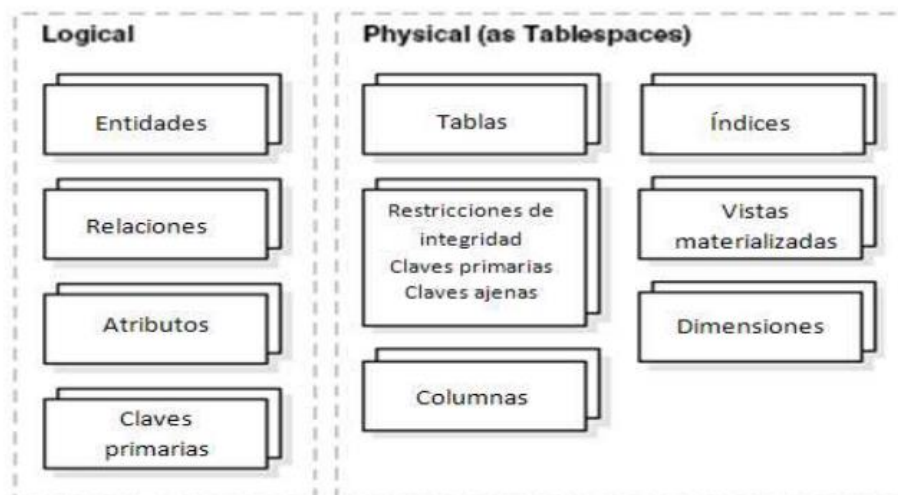 Logical
Entidades
Relaciones
Atributos
Claves
primarias
Physical (as Tablespaces)
Tablas
Restricciones de
integridad
Claves primarias
Claves ajenas
Columnas
Índices
Vistas
materializadas
Dimensiones